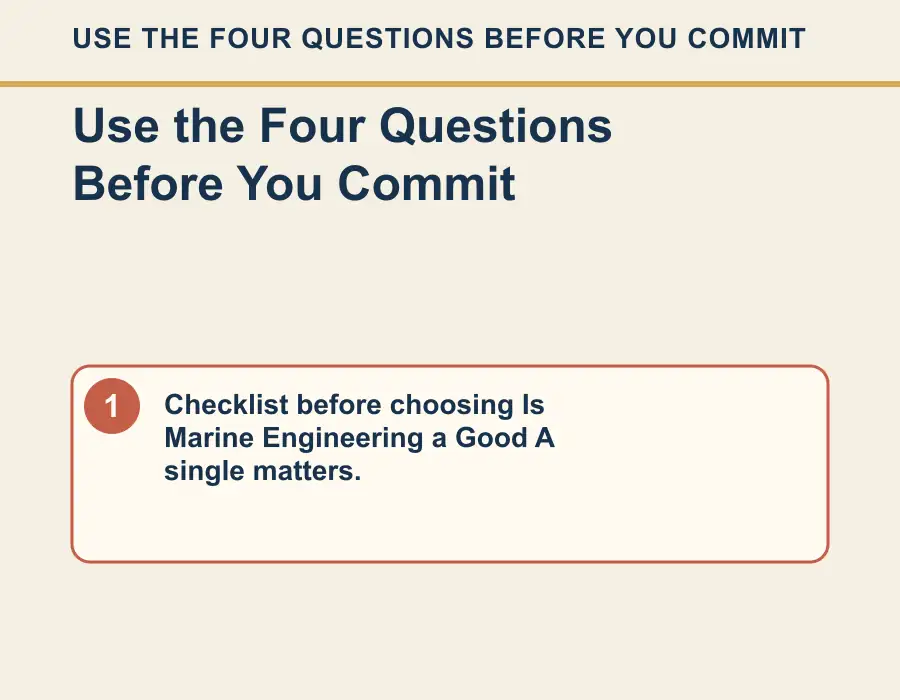 USE THE FOUR QUESTIONS BEFORE YOU COMMIT
Use the Four Questions
Before You Commit
1
Checklist before choosing Is
Marine Engineering a Good A
single matters.